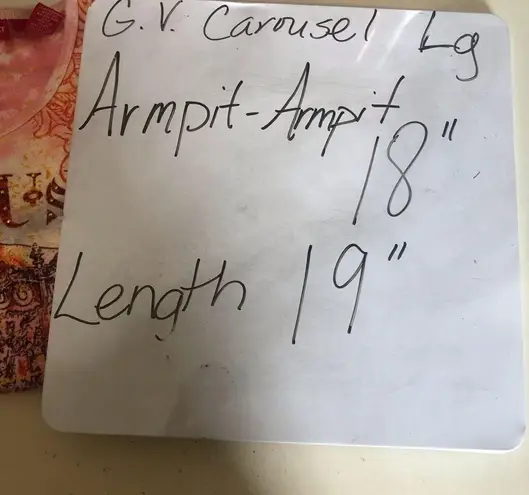 G.V. Carousel Lg
Armpit-Armpit
18"
Length 19"